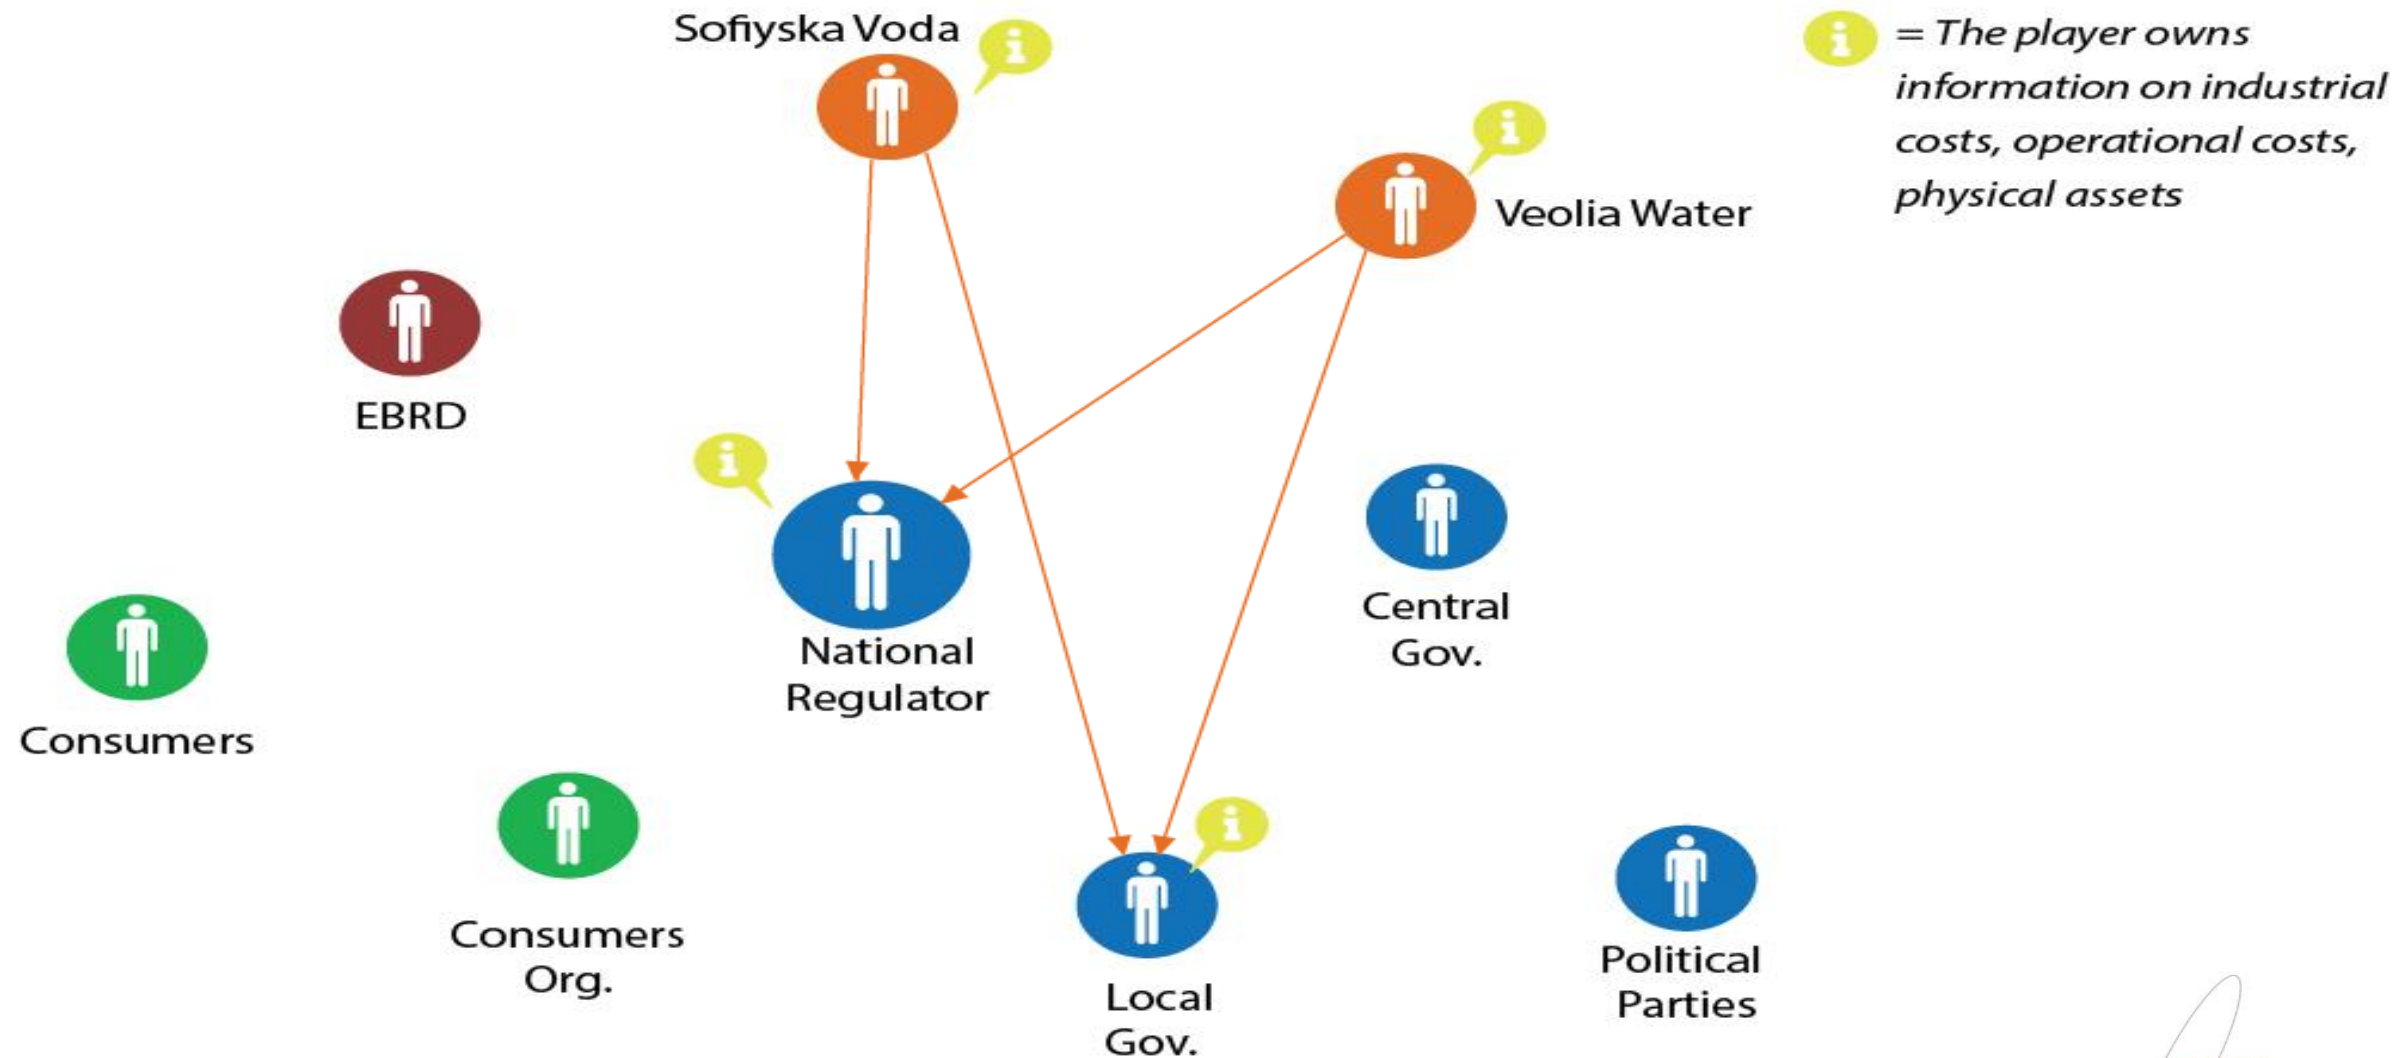 Sofiyska Voda
i
i = The player owns
information on industrial
costs, operational costs,
physical assets
i
Veolia Water
EBRD
i
National
Regulator
Central
Gov.
Consumers
Consumers
Org.
i
Local
Gov.
Political
Parties